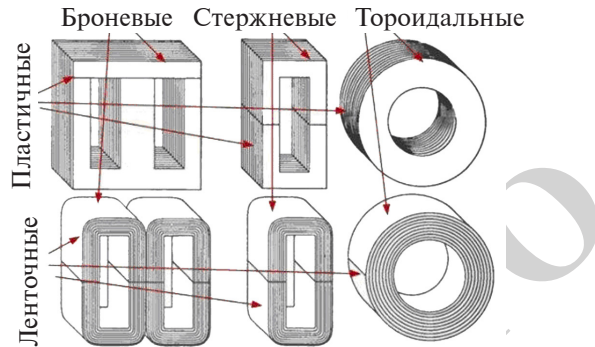 Броневые Стержневые Тороидальные
Пластичные
Ленточные